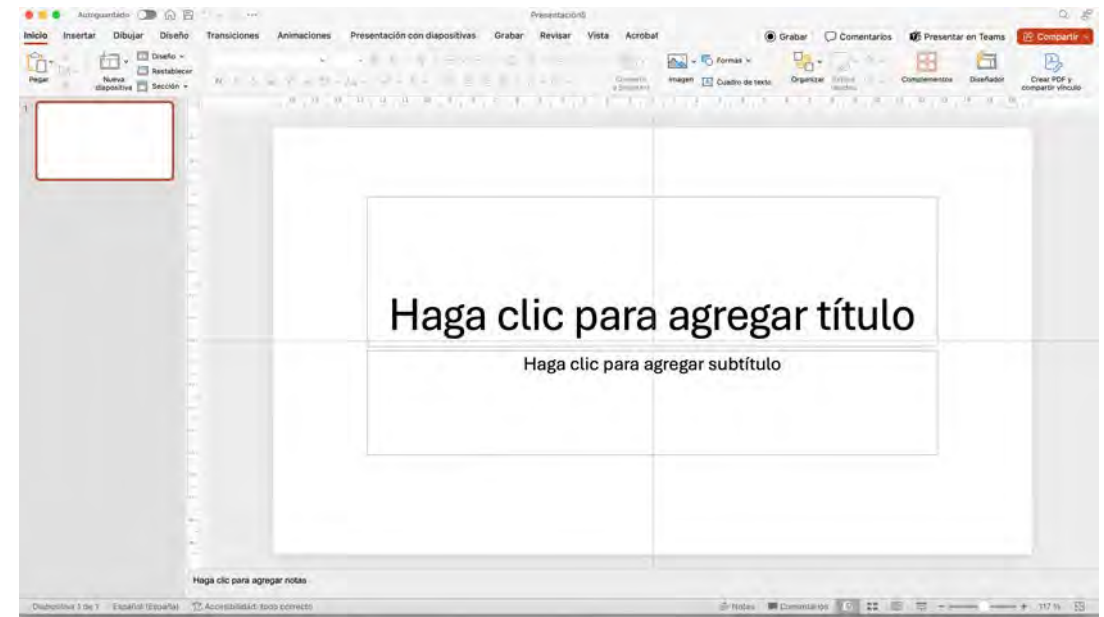 Autoguardado
Presentación5
Inicio Insertar Dibujar Diseño Transiciones Animaciones Presentación con diapositivas Grabar Revisar Vista Acrobat
Grabar Comentarios Presentar en Teams Compartir
Pegar
Nueva diapositiva
Diseño
Restablecer
Sección
Imagen
Formas
Cuadro de texto
Organizar
Complementos
Diseñador
Crear PDF y
compartir vínculo
1
Haga clic para agregar título
Haga clic para agregar subtítulo
Haga clic para agregar notas
Diapositiva 1 de 1 Español (España) Accesibilidad: todo correcto Notas Comentarios 117 %